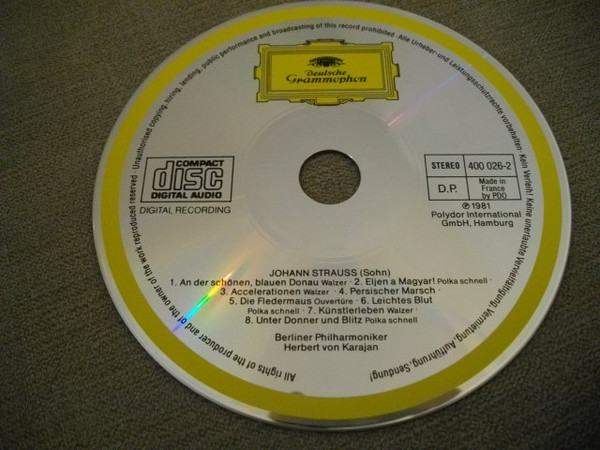 All rights of the producer and of the owner of the work reproduced reserved · Unauthorised copying, hiring, lending, public performance and broadcasting of this record prohibited · Alle Urheber- und Leistungsschutzrechte vorbehalten · Kein Verleih! Keine unerlaubte Vervielfältigung, Vermietung, Aufführung, Sendung!
Deutsche
Grammophon
COMPACT
disc
DIGITAL AUDIO
DIGITAL RECORDING
STEREO 400 026-2
D.P. Made in
France
by PDO
℗ 1981
Polydor International
GmbH, Hamburg
JOHANN STRAUSS (Sohn)
1. An der schönen, blauen Donau Walzer · 2. Eljen a Magyar! Polka schnell ·
3. Accelerationen Walzer · 4. Persischer Marsch ·
5. Die Fledermaus Ouvertüre · 6. Leichtes Blut
Polka schnell · 7. Künstlerleben Walzer ·
8. Unter Donner und Blitz Polka schnell
Berliner Philharmoniker
Herbert von Karajan